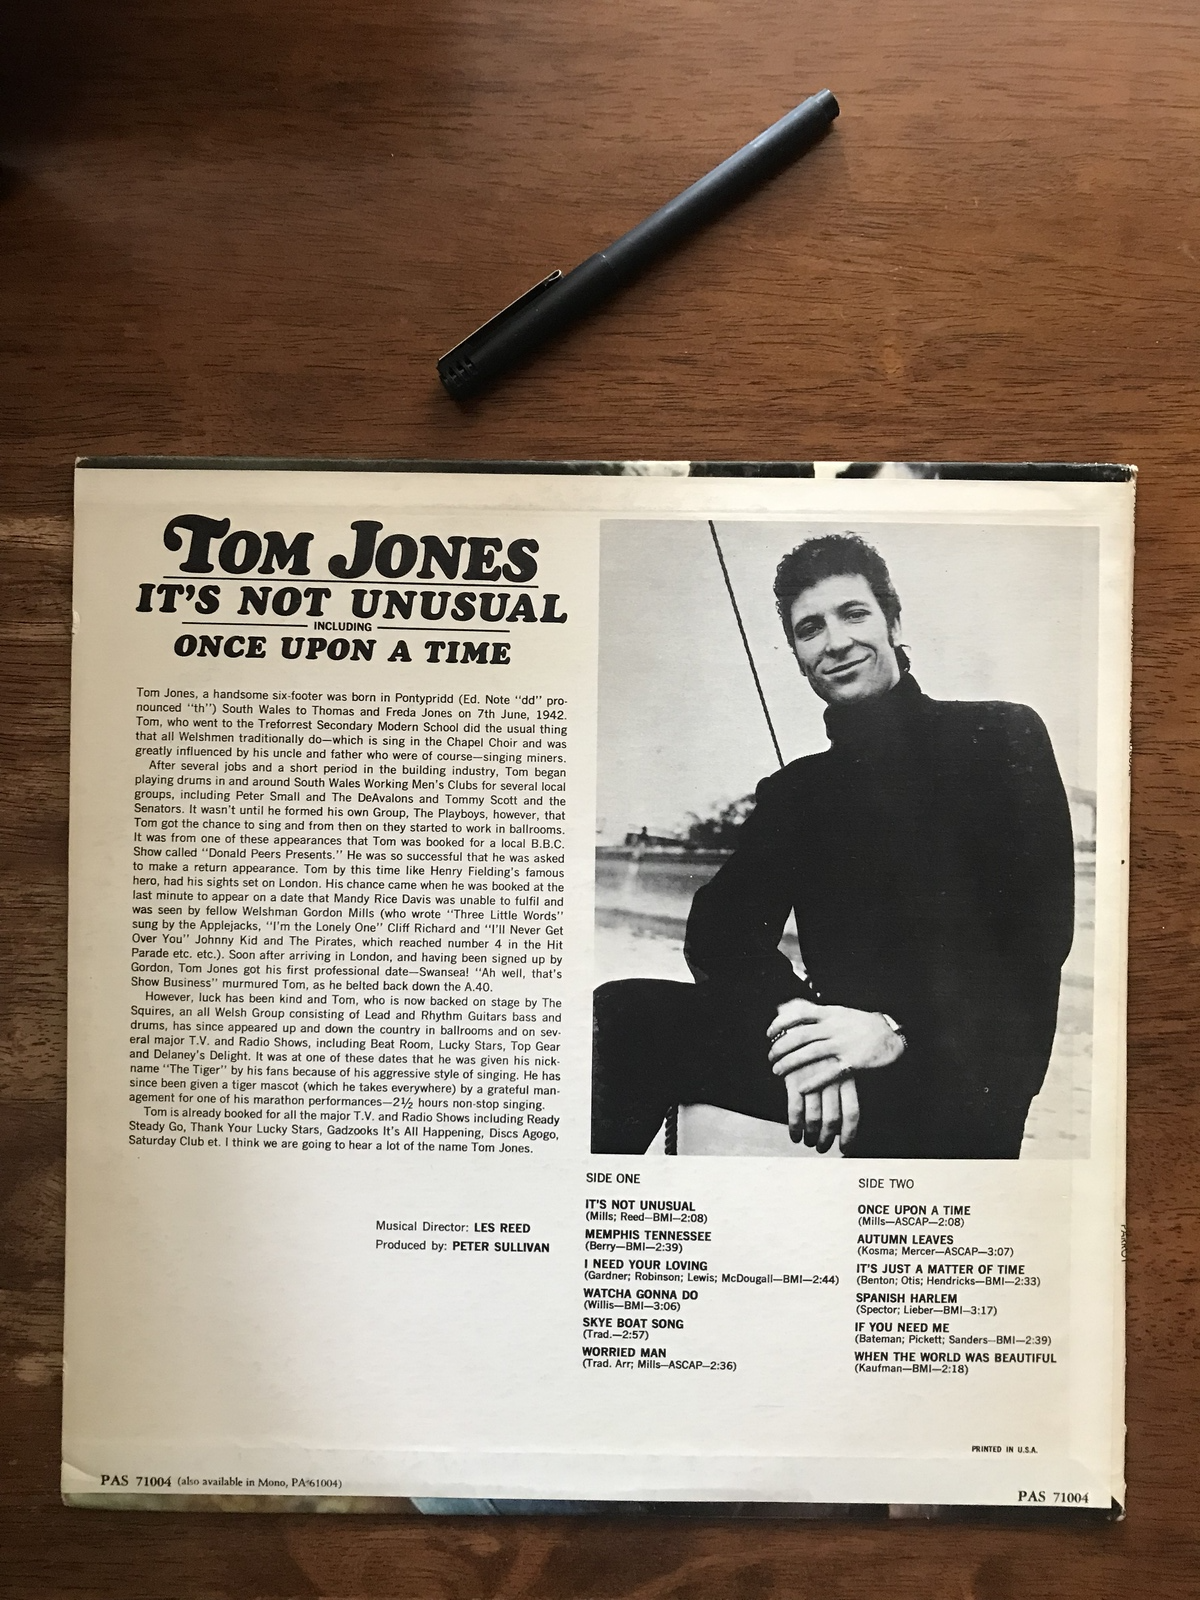 TOM JONES
IT'S NOT UNUSUAL
INCLUDING
ONCE UPON A TIME
Tom Jones, a handsome six-footer was born in Pontypridd (Ed. Note "dd" pro-
nounced "th") South Wales to Thomas and Freda Jones on 7th June, 1942.
Tom, who went to the Treforrest Secondary Modern School did the usual thing
that all Welshmen traditionally do—which is sing in the Chapel Choir and was
greatly influenced by his uncle and father who were of course—singing miners.
After several jobs and a short period in the building industry, Tom began
playing drums in and around South Wales Working Men's Clubs for several local
groups, including Peter Small and The DeAvalons and Tommy Scott and the
Senators. It wasn't until he formed his own Group, The Playboys, however, that
Tom got the chance to sing and from then on they started to work in ballrooms.
It was from one of these appearances that Tom was booked for a local B.B.C.
Show called "Donald Peers Presents." He was so successful that he was asked
to make a return appearance. Tom by this time like Henry Fielding's famous
hero, had his sights set on London. His chance came when he was booked at the
last minute to appear on a date that Mandy Rice Davis was unable to fulfil and
was seen by fellow Welshman Gordon Mills (who wrote "Three Little Words"
sung by the Applejacks, "I'm the Lonely One" Cliff Richard and "I'll Never Get
Over You" Johnny Kid and The Pirates, which reached number 4 in the Hit
Parade etc. etc.). Soon after arriving in London, and having been signed up by
Gordon, Tom Jones got his first professional date—Swansea! "Ah well, that's
Show Business" murmured Tom, as he belted back down the A.40.
However, luck has been kind and Tom, who is now backed on stage by The
Squires, an all Welsh Group consisting of Lead and Rhythm Guitars bass and
drums, has since appeared up and down the country in ballrooms and on sev-
eral major T.V. and Radio Shows, including Beat Room, Lucky Stars, Top Gear
and Delaney's Delight. It was at one of these dates that he was given his nick-
name "The Tiger" by his fans because of his aggressive style of singing. He has
since been given a tiger mascot (which he takes everywhere) by a grateful man-
agement for one of his marathon performances—2½ hours non-stop singing.
Tom is already booked for all the major T.V. and Radio Shows including Ready
Steady Go, Thank Your Lucky Stars, Gadzooks It's All Happening, Discs Agogo,
Saturday Club et. I think we are going to hear a lot of the name Tom Jones.
Musical Director: LES REED
Produced by: PETER SULLIVAN
SIDE ONE
IT'S NOT UNUSUAL
(Mills; Reed—BMI—2:08)
MEMPHIS TENNESSEE
(Berry—BMI—2:39)
I NEED YOUR LOVING
(Gardner; Robinson; Lewis; McDougall—BMI—2:44)
WATCHA GONNA DO
(Willis—BMI—3:06)
SKYE BOAT SONG
(Trad.—2:57)
WORRIED MAN
(Trad. Arr; Mills—ASCAP—2:36)
SIDE TWO
ONCE UPON A TIME
(Mills—ASCAP—2:08)
AUTUMN LEAVES
(Kosma; Mercer—ASCAP—3:07)
IT'S JUST A MATTER OF TIME
(Benton; Otis; Hendricks—BMI—2:33)
SPANISH HARLEM
(Spector; Lieber—BMI—3:17)
IF YOU NEED ME
(Bateman; Pickett; Sanders—BMI—2:39)
WHEN THE WORLD WAS BEAUTIFUL
(Kaufman—BMI—2:18)
PRINTED IN U.S.A.
PAS 71004 (also available in Mono, PA 61004)
PAS 71004